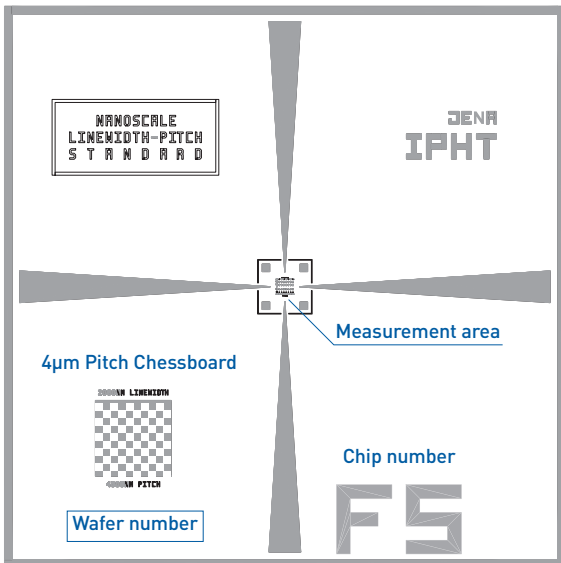 NANOSCALE
LINEWIDTH-PITCH
STANDARD
JENA
IPHT
Measurement area
4µm Pitch Chessboard
2000NM LINEWIDTH
4000NM PITCH
Wafer number
Chip number
F5